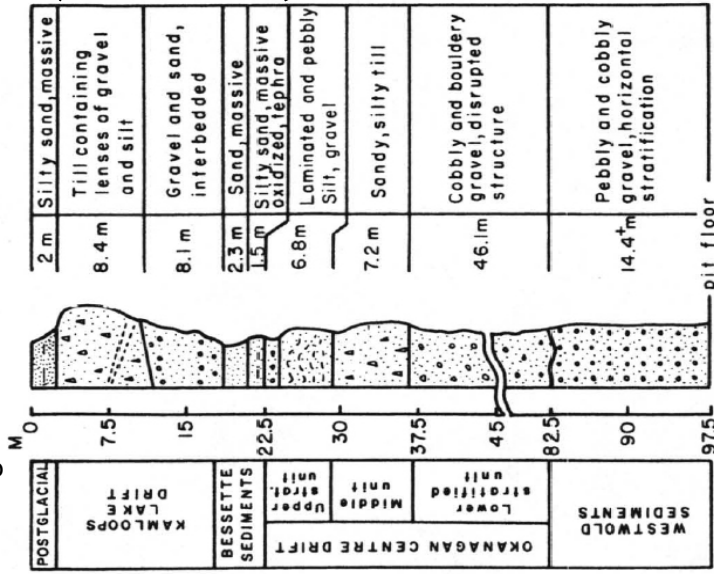 Silty sand, massive
Till containing
lenses of gravel
and silt
Gravel and sand,
interbedded
Sand, massive
Silty sand, massive
oxidized, tephra
Laminated and pebbly
Silt, gravel
Sandy, silty till
Cobbly and bouldery
gravel, disrupted
structure
Pebbly and cobbly
gravel, horizontal
stratification
2 m
8.4 m
8.1 m
2.3 m
1.5 m
6.8 m
7.2 m
46.1m
14.4+m
pit floor
M
0
7.5
15
22.5
30
37.5
4.5
82.5
90
97.5
POSTGLACIAL
KAMLOOPS
LAKE
DRIFT
BESSETTE
SEDIMENTS
Upper
strat.
unit
Middle
unit
Lower
stratified
unit
OKANAGAN CENTRE DRIFT
WESTWOLD
SEDIMENTS